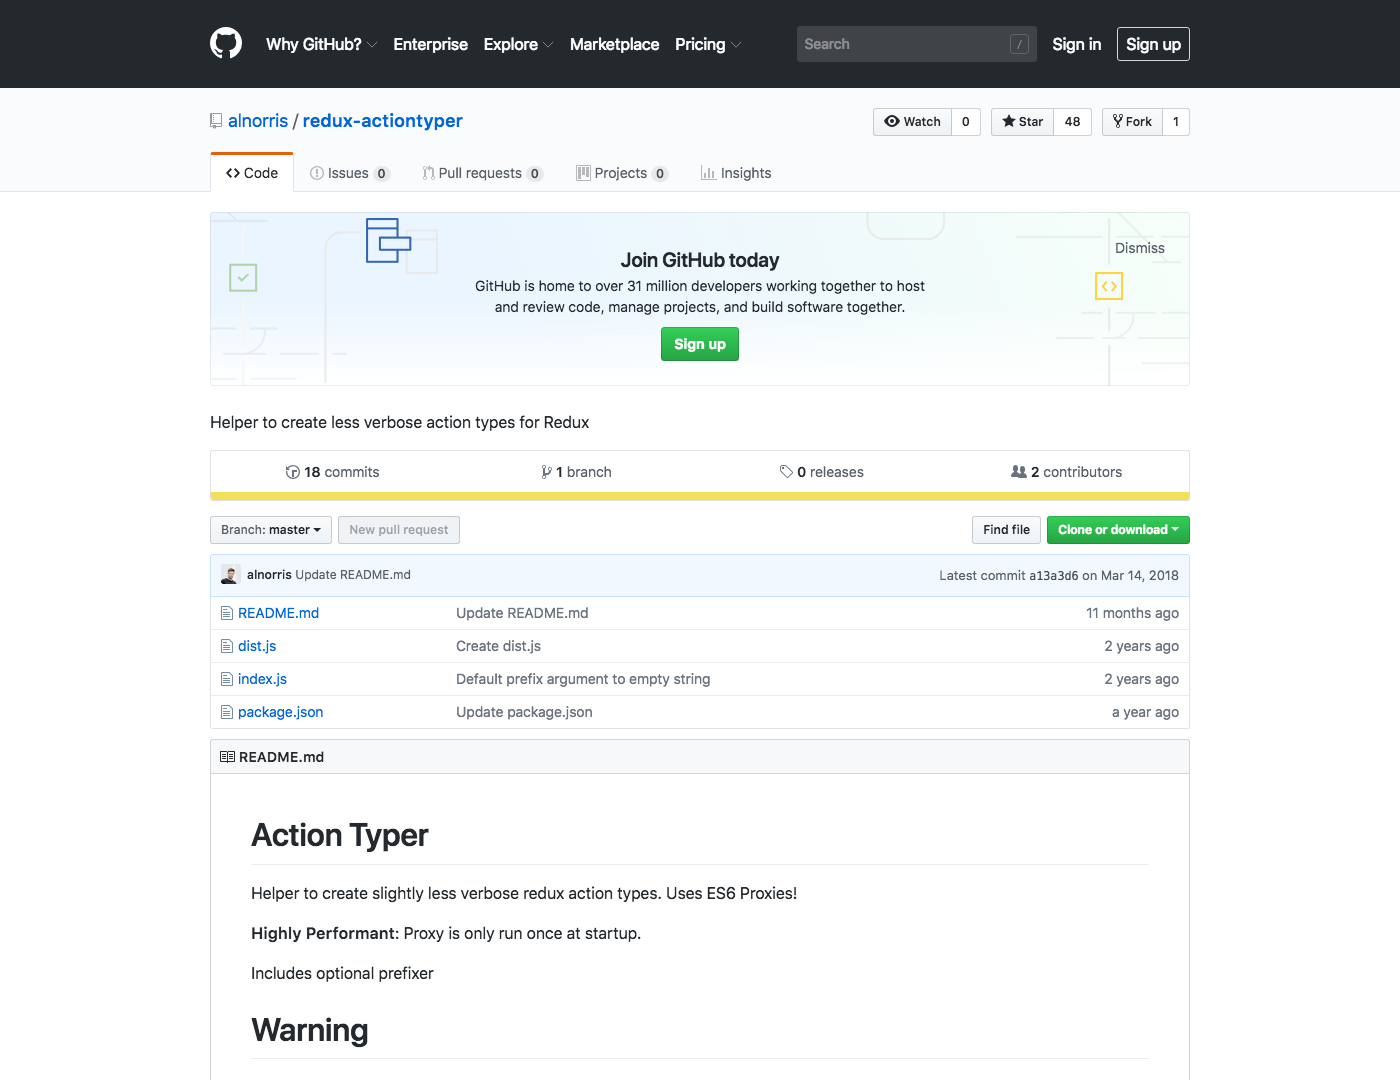 Why GitHub? Enterprise Explore Marketplace Pricing Search / Sign in Sign up
alnorris / redux-actiontyper Watch 0 Star 48 Fork 1
Code Issues 0 Pull requests 0 Projects 0 Insights
Dismiss
Join GitHub today
GitHub is home to over 31 million developers working together to host
and review code, manage projects, and build software together.
Sign up
Helper to create less verbose action types for Redux
18 commits 1 branch 0 releases 2 contributors
Branch: master New pull request Find file Clone or download
alnorris Update README.md Latest commit a13a3d6 on Mar 14, 2018
README.md Update README.md 11 months ago
dist.js Create dist.js 2 years ago
index.js Default prefix argument to empty string 2 years ago
package.json Update package.json a year ago
README.md
Action Typer
Helper to create slightly less verbose redux action types. Uses ES6 Proxies!
Highly Performant: Proxy is only run once at startup.
Includes optional prefixer
Warning